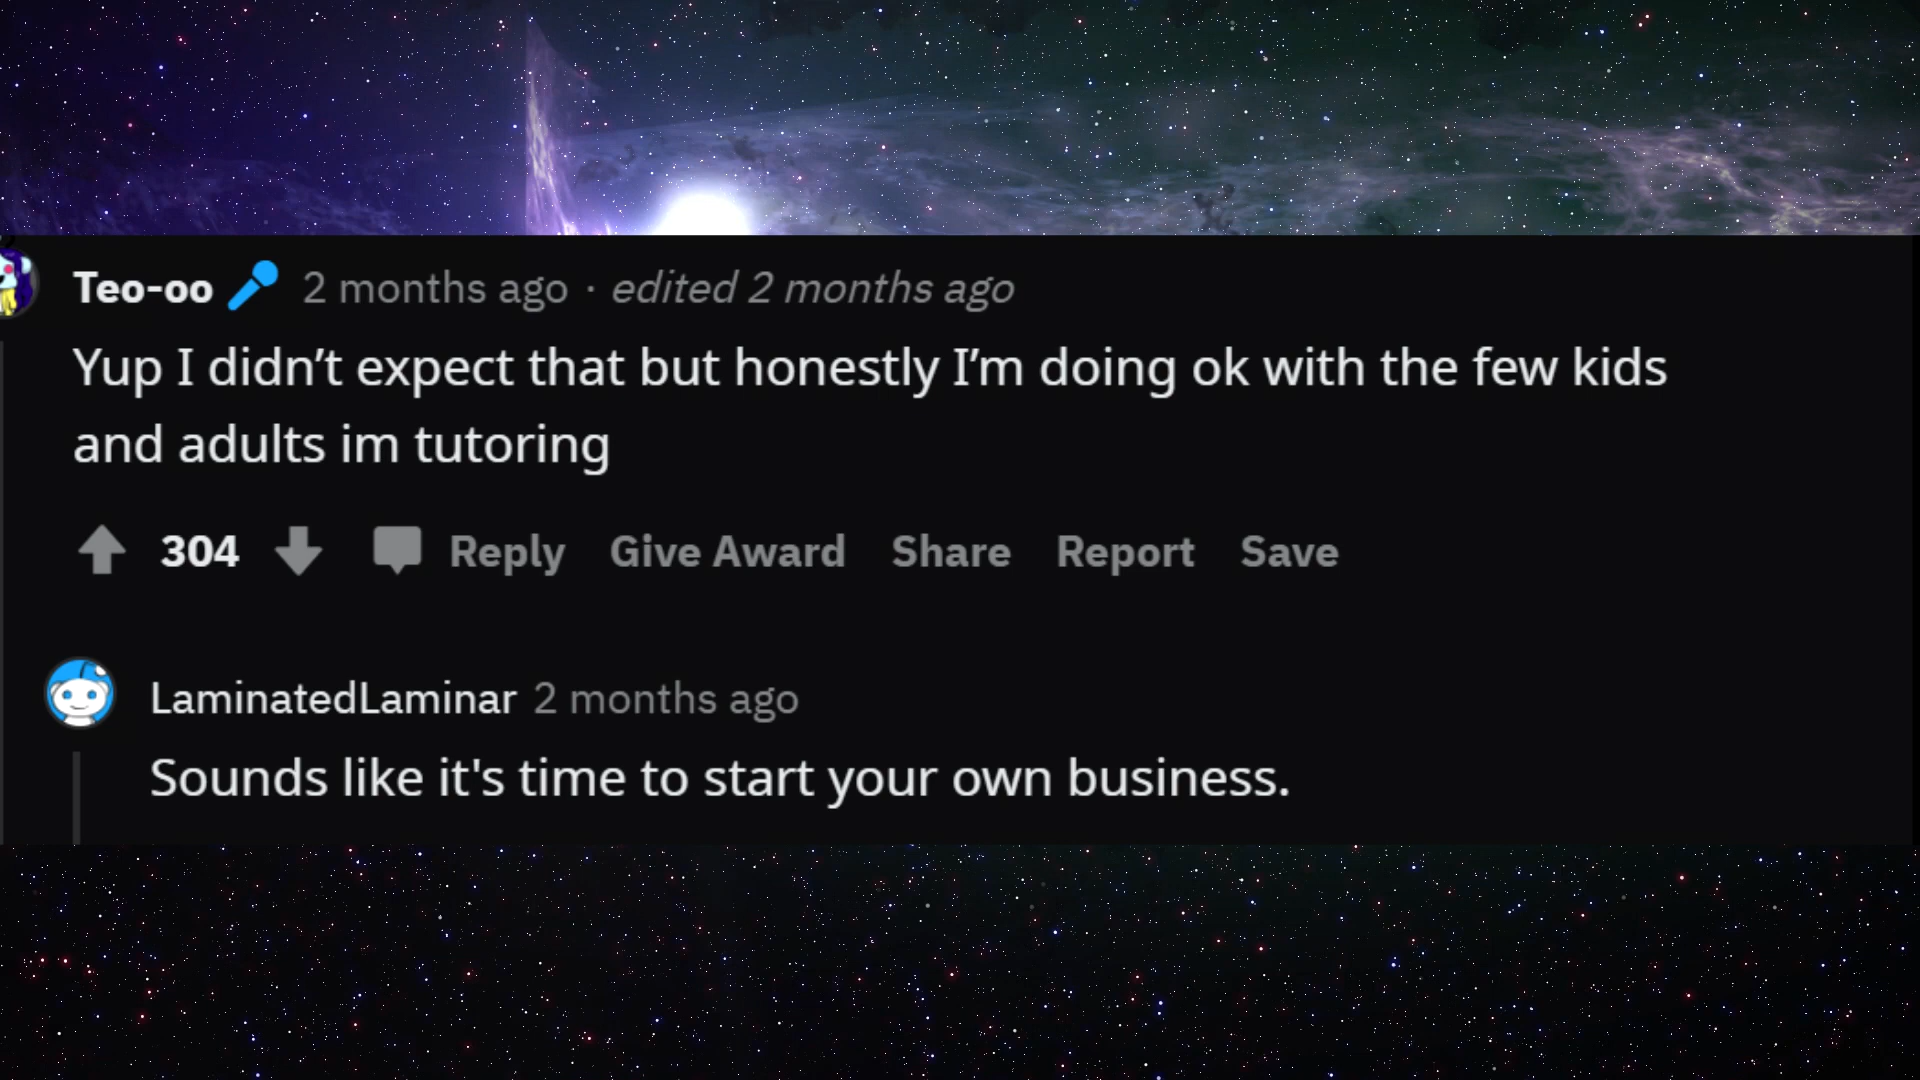 Teo-oo 2 months ago · edited 2 months ago
Yup I didn’t expect that but honestly I’m doing ok with the few kids
and adults im tutoring
304 Reply Give Award Share Report Save
LaminatedLaminar 2 months ago
Sounds like it's time to start your own business.